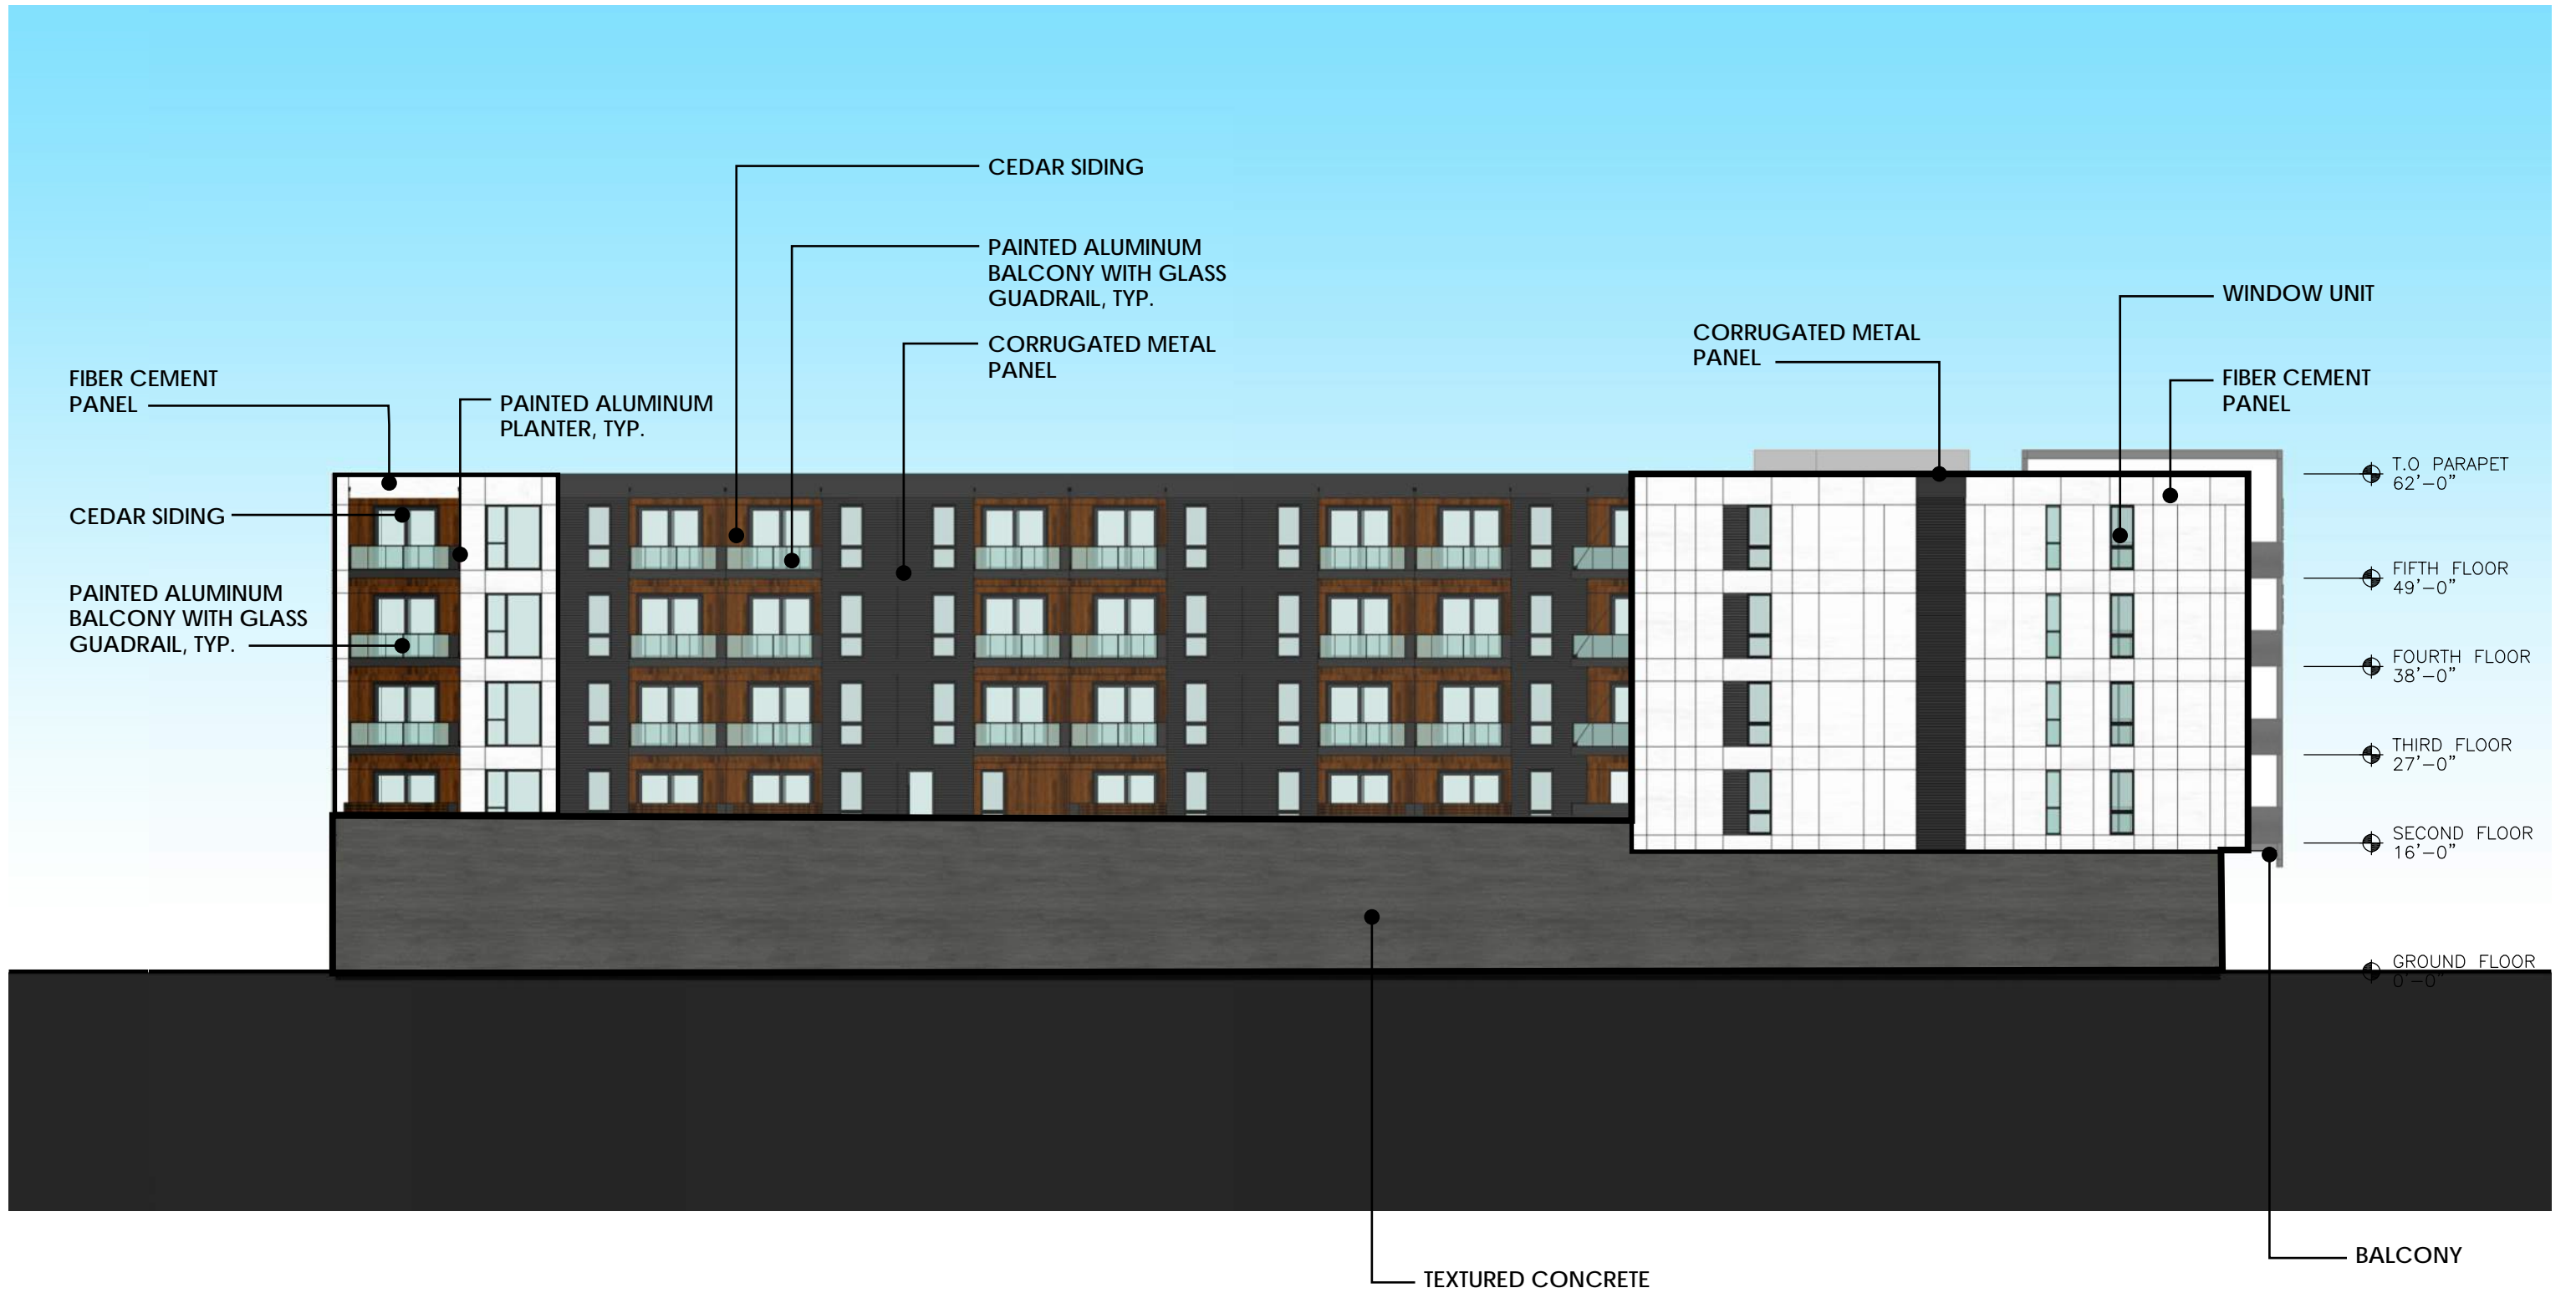 CEDAR SIDING
PAINTED ALUMINUM
BALCONY WITH GLASS
GUADRAIL, TYP.
CORRUGATED METAL
PANEL
FIBER CEMENT
PANEL
PAINTED ALUMINUM
PLANTER, TYP.
CEDAR SIDING
PAINTED ALUMINUM
BALCONY WITH GLASS
GUADRAIL, TYP.
CORRUGATED METAL
PANEL
WINDOW UNIT
FIBER CEMENT
PANEL
T.O PARAPET
62'-0"
FIFTH FLOOR
49'-0"
FOURTH FLOOR
38'-0"
THIRD FLOOR
27'-0"
SECOND FLOOR
16'-0"
GROUND FLOOR
0'-0"
BALCONY
TEXTURED CONCRETE